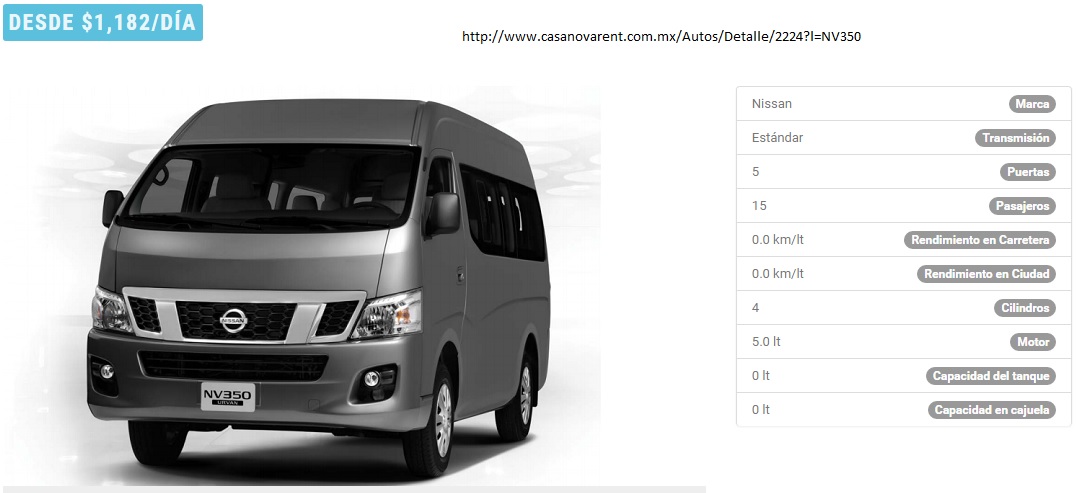 DESDE $1,182/DÍA
http://www.casanovarent.com.mx/Autos/Detalle/2224?l=NV350
Nissan Marca
Estándar Transmisión
5 Puertas
15 Pasajeros
0.0 km/lt Rendimiento en Carretera
0.0 km/lt Rendimiento en Ciudad
4 Cilindros
5.0 lt Motor
0 lt Capacidad del tanque
0 lt Capacidad en cajuela
NISSAN
NV350
URVAN